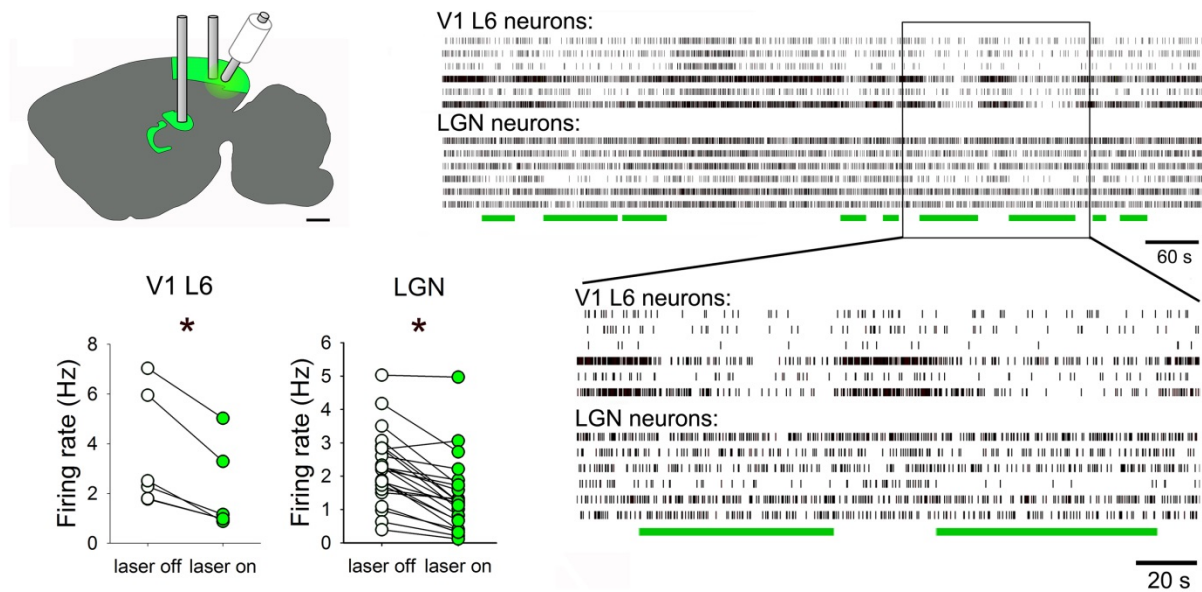 V1 L6 neurons:
LGN neurons:
60 s
V1 L6
*
Firing rate (Hz)
8
6
4
2
0
laser off laser on
LGN
*
Firing rate (Hz)
6
5
4
3
2
1
0
laser off laser on
V1 L6 neurons:
LGN neurons:
20 s